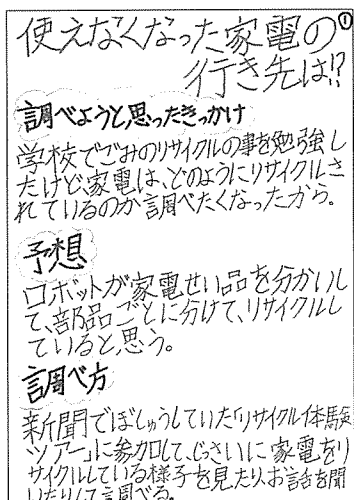 ①
使えなくなった家電の
行き先は!?
調べようと思ったきっかけ
学校でごみのリサイクルの事を勉強し
たけど、家電は、どのようにリサイクルさ
れているのか調べたくなったから。
予想
ロボットが家電せい品を分かいし
て、部品ごとに分けて、リサイクルし
ていると思う。
調べ方
新聞でぼしゅうしていた「リサイクル体験
ツアー」に参加して、じっさいに家電をリ
サイクルしている様子を見たり、お話を聞
いたりして調べる。